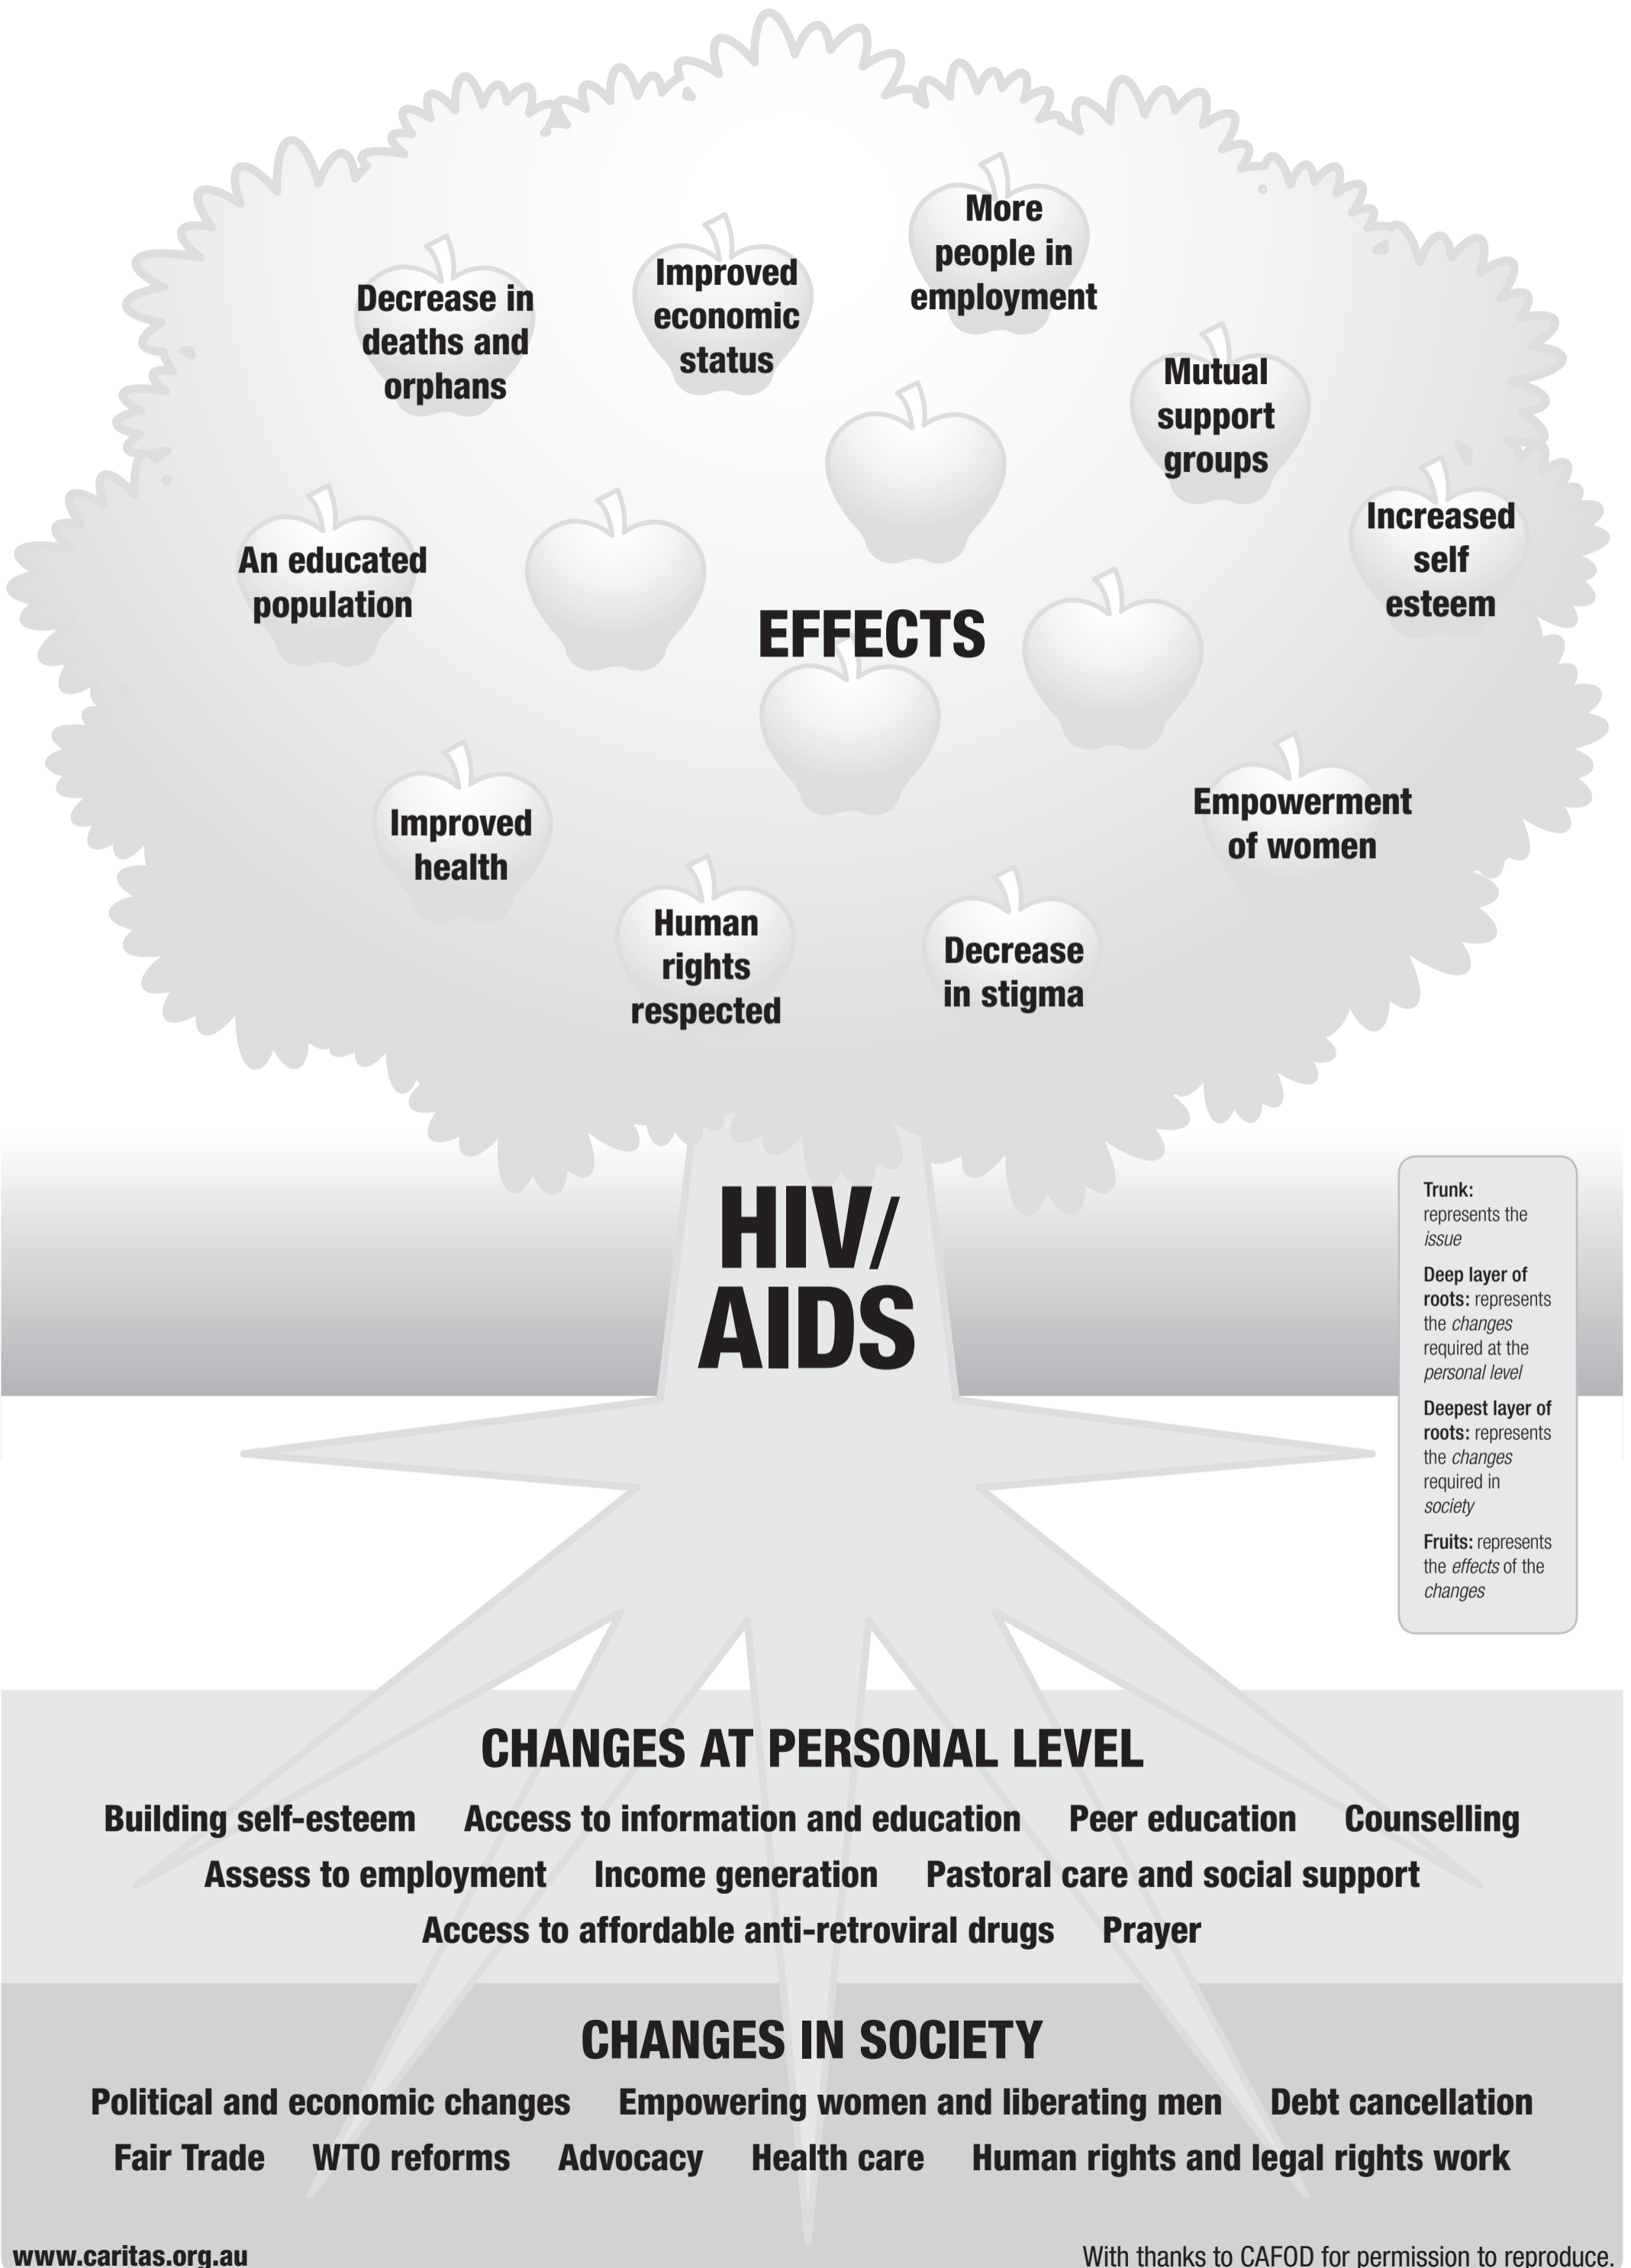 More
people in
employment
Improved
economic
status
Decrease in
deaths and
orphans
Mutual
support
groups
Increased
self
esteem
An educated
population
EFFECTS
Improved
health
Empowerment
of women
Human
rights
respected
Decrease
in stigma
HIV/
AIDS
Trunk:
represents the
issue
Deep layer of
roots: represents
the changes
required at the
personal level
Deepest layer of
roots: represents
the changes
required in
society
Fruits: represents
the effects of the
changes
CHANGES AT PERSONAL LEVEL
Building self-esteem Access to information and education Peer education Counselling
Assess to employment Income generation Pastoral care and social support
Access to affordable anti-retroviral drugs Prayer
CHANGES IN SOCIETY
Political and economic changes Empowering women and liberating men Debt cancellation
Fair Trade WTO reforms Advocacy Health care Human rights and legal rights work
www.caritas.org.au
With thanks to CAFOD for permission to reproduce.